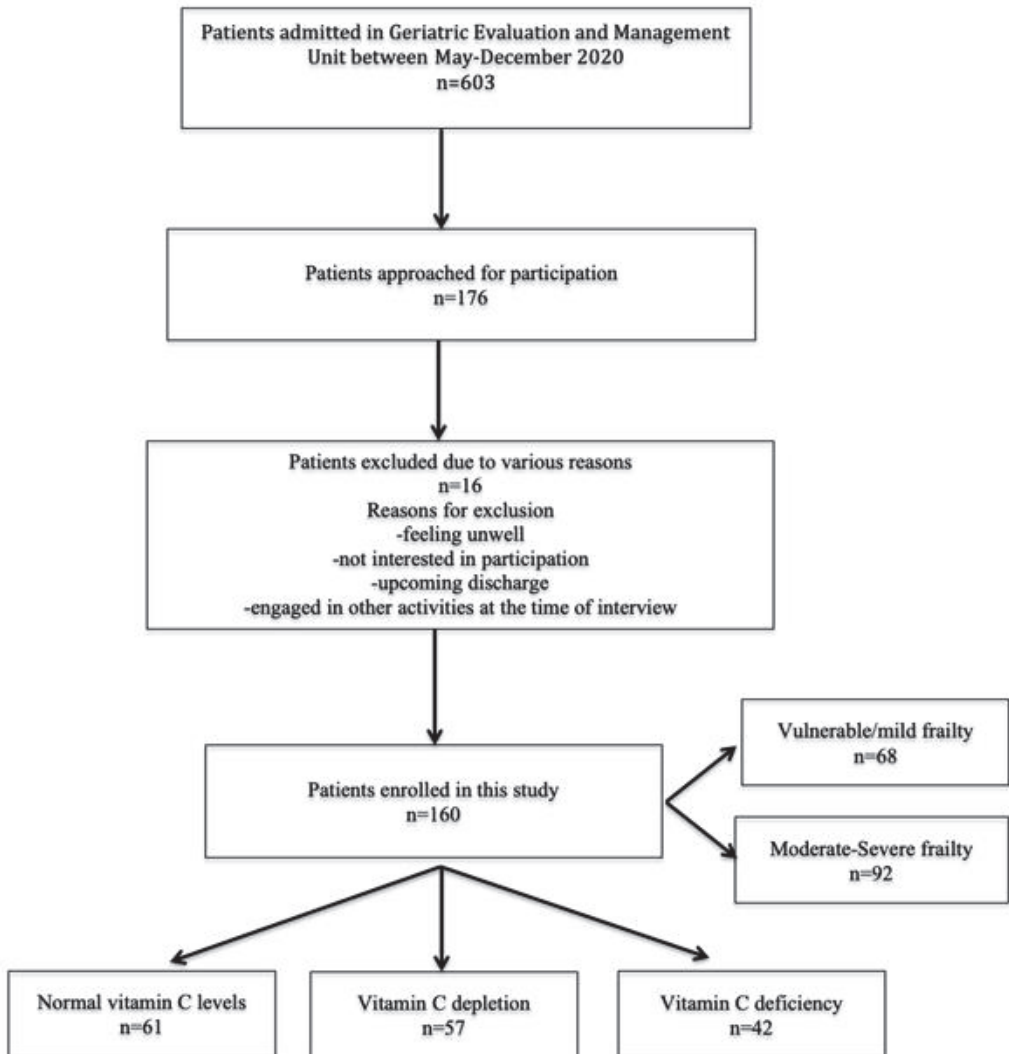 Patients admitted in Geriatric Evaluation and Management
Unit between May-December 2020
n=603
Patients approached for participation
n=176
Patients excluded due to various reasons
n=16
Reasons for exclusion
-feeling unwell
-not interested in participation
-upcoming discharge
-engaged in other activities at the time of interview
Patients enrolled in this study
n=160
Vulnerable/mild frailty
n=68
Moderate-Severe frailty
n=92
Normal vitamin C levels
n=61
Vitamin C depletion
n=57
Vitamin C deficiency
n=42